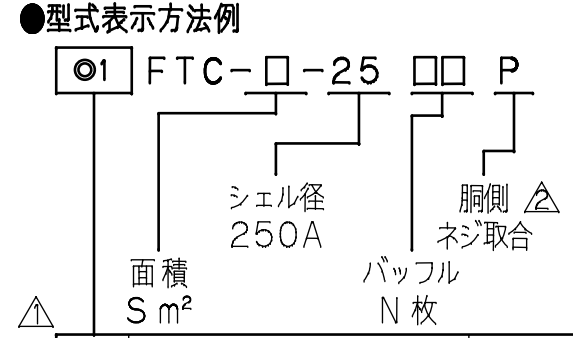 ●型式表示方法例
◎1 FTC-□-25 □□ P
シェル径
250A
胴側 2
ネジ取合
面積
S m²
バッフル
N 枚
1